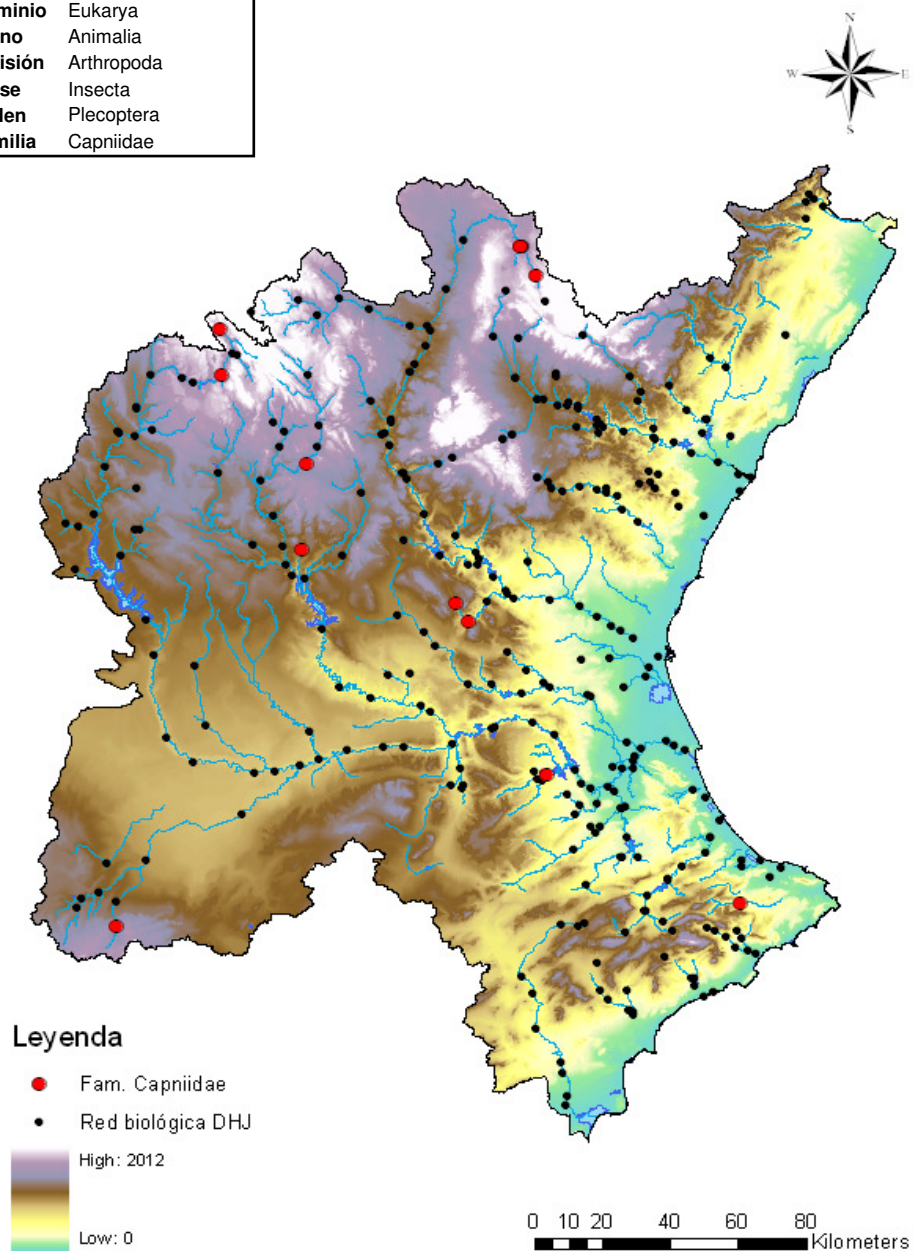 minio Eukarya
no Animalia
isión Arthropoda
se Insecta
len Plecoptera
milia Capniidae
N
W E
S
Leyenda
Fam. Capniidae
Red biológica DHJ
High: 2012
Low: 0
0 10 20 40 60 80
Kilometers